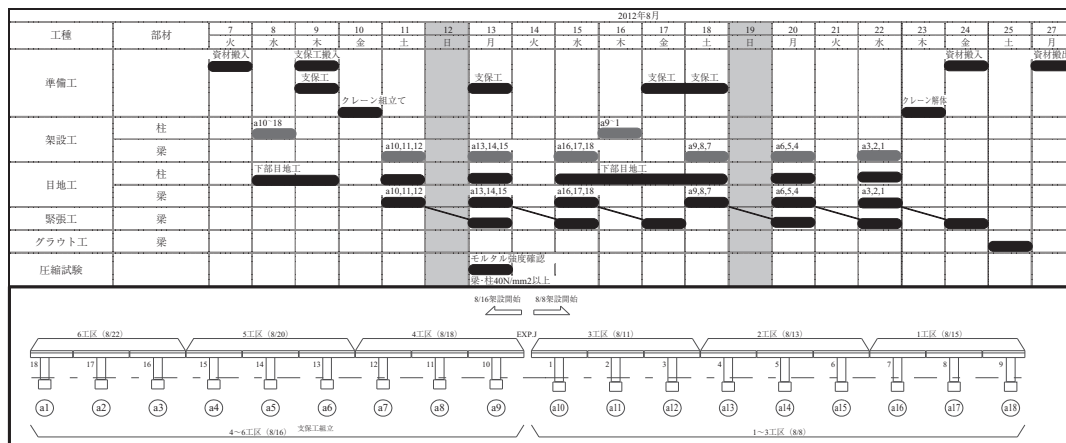 2012年8月
工種 部材 7 8 9 10 11 12 13 14 15 16 17 18 19 20 21 22 23 24 25 27
火 水 木 金 土 日 月 火 水 木 金 土 日 月 火 水 木 金 土 月
資材搬入 支保工搬入 資材搬入 資材搬出
準備工 支保工 支保工 支保工 支保工
クレーン組立て クレーン解体
架設工 柱 a10~18 a9~1
梁 a10,11,12 a13,14,15 a16,17,18 a9,8,7 a6,5,4 a3,2,1
目地工 柱 下部目地工 下部目地工
梁 a10,11,12 a13,14,15 a16,17,18 a9,8,7 a6,5,4 a3,2,1
緊張工 梁
グラウト工 梁
圧縮試験 モルタル強度確認
梁·柱40N/mm2以上
8/16架設開始 8/8架設開始
6工区（8/22） 5工区（8/20） 4工区（8/18） EXP.J 3工区（8/11） 2工区（8/13） 1工区（8/15）
18 17 16 15 14 13 12 11 10 1 2 3 4 5 6 7 8 9
a1 a2 a3 a4 a5 a6 a7 a8 a9 a10 a11 a12 a13 a14 a15 a16 a17 a18
4～6工区（8/16） 支保工組立 1～3工区（8/8）